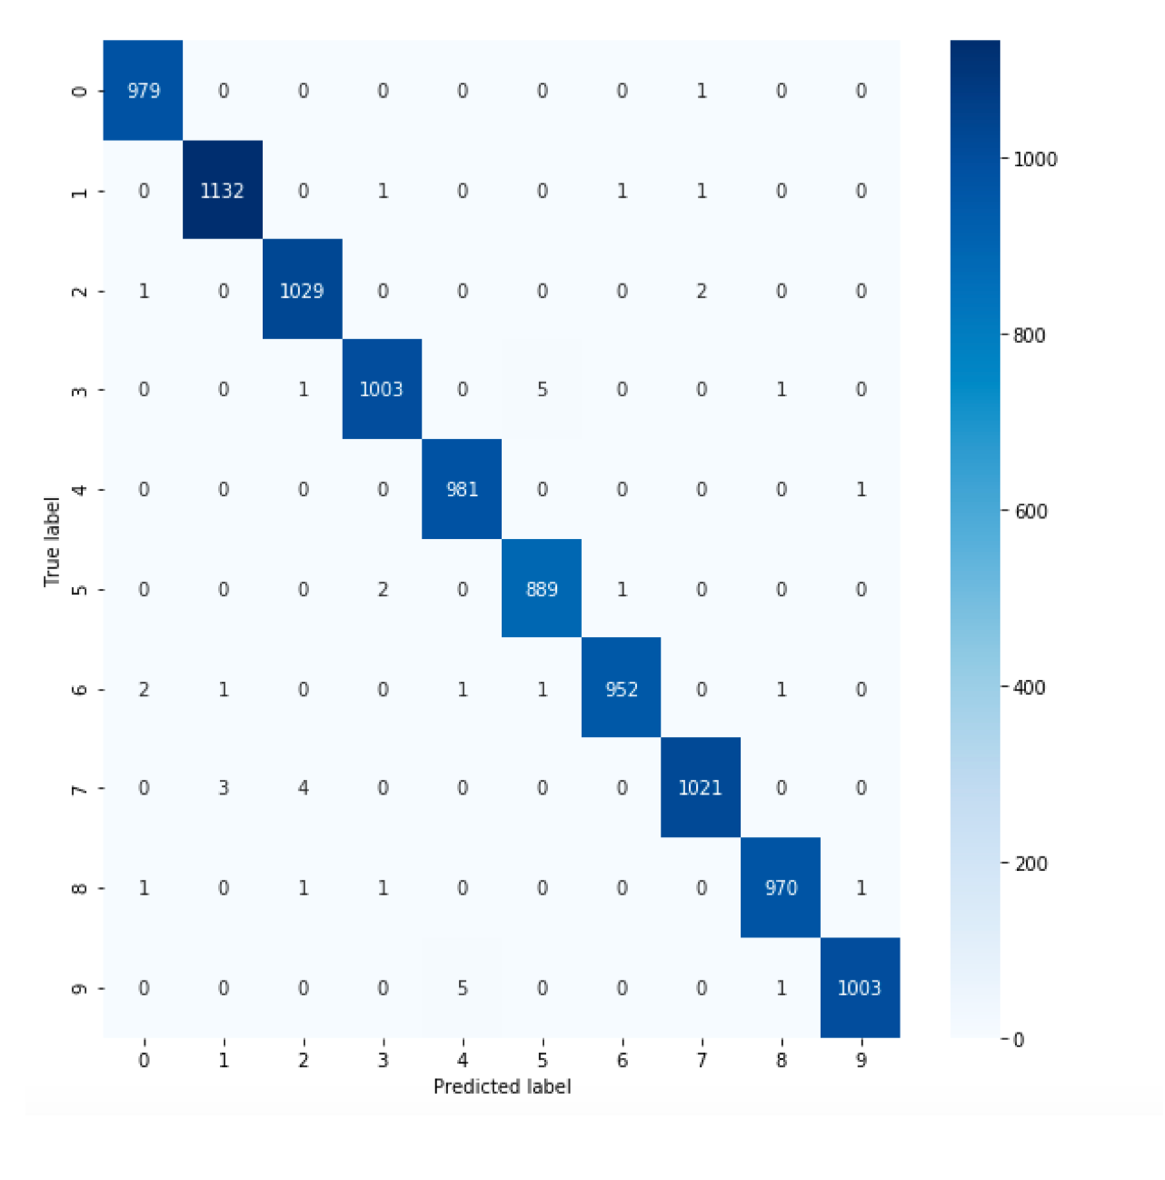 0 979 0 0 0 0 0 0 1 0 0
1 0 1132 0 1 0 0 1 1 0 0
1000
2 1 0 1029 0 0 0 0 2 0 0
800
3 0 0 1 1003 0 5 0 0 1 0
4 0 0 0 0 981 0 0 0 0 1
600
True label
5 0 0 0 2 0 889 1 0 0 0
6 2 1 0 0 1 1 952 0 1 0
400
7 0 3 4 0 0 0 0 1021 0 0
200
8 1 0 1 1 0 0 0 0 970 1
9 0 0 0 0 5 0 0 0 1 1003
0
0 1 2 3 4 5 6 7 8 9
Predicted label